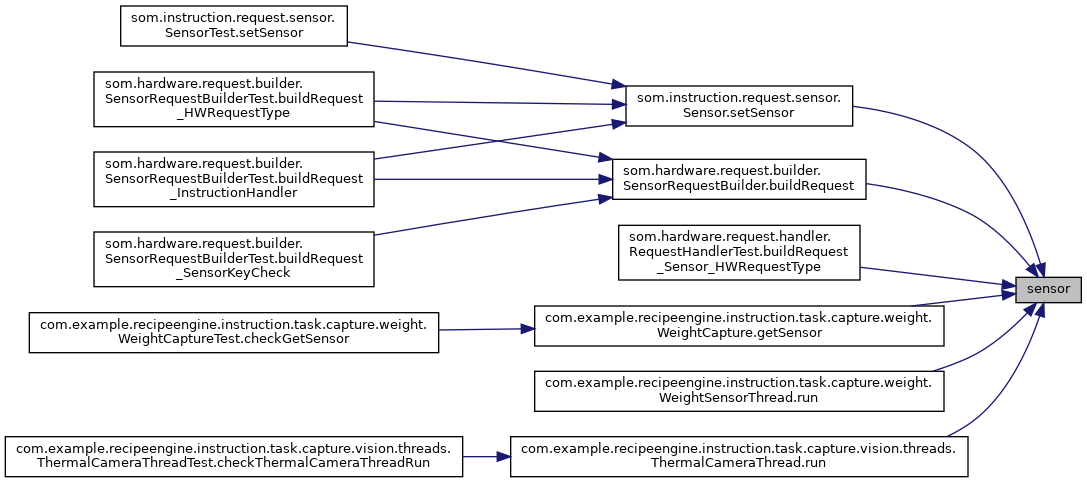 som.instruction.request.sensor.
SensorTest.setSensor
som.hardware.request.builder.
SensorRequestBuilderTest.buildRequest
_HWRequestType
som.instruction.request.sensor.
Sensor.setSensor
som.hardware.request.builder.
SensorRequestBuilderTest.buildRequest
_InstructionHandler
som.hardware.request.builder.
SensorRequestBuilder.buildRequest
som.hardware.request.builder.
SensorRequestBuilderTest.buildRequest
_SensorKeyCheck
som.hardware.request.handler.
RequestHandlerTest.buildRequest
_Sensor_HWRequestType
sensor
com.example.recipeengine.instruction.task.capture.weight.
WeightCaptureTest.checkGetSensor
com.example.recipeengine.instruction.task.capture.weight.
WeightCapture.getSensor
com.example.recipeengine.instruction.task.capture.weight.
WeightSensorThread.run
com.example.recipeengine.instruction.task.capture.vision.threads.
ThermalCameraThreadTest.checkThermalCameraThreadRun
com.example.recipeengine.instruction.task.capture.vision.threads.
ThermalCameraThread.run